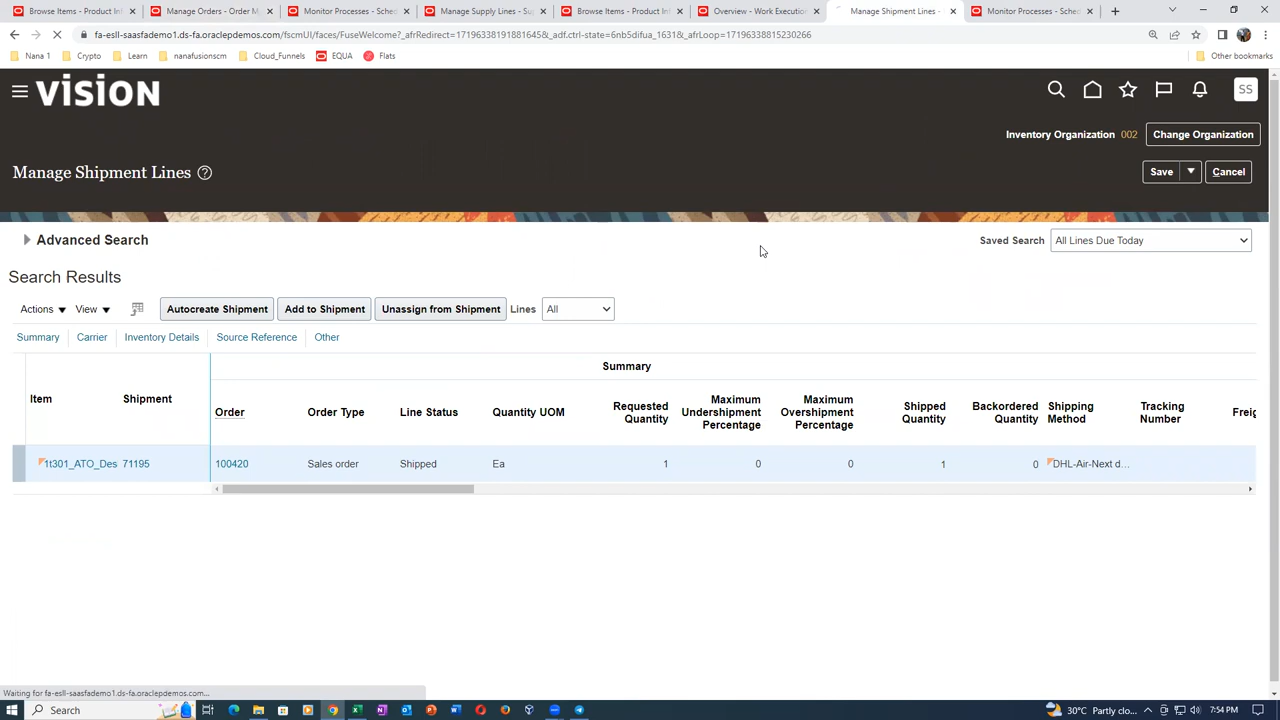 Browse Items - Product Inf
Manage Orders - Order M
Monitor Processes - Sched
Manage Supply Lines - Sup
Browse Items - Product Inf
Overview - Work Execution
Manage Shipment Lines -
Monitor Processes - Sched
fa-esll-saasfademo1.ds-fa.oraclepdemos.com/fscmUI/faces/FuseWelcome?_afrRedirect=1719633819881645&_adf.ctrl-state=6nb5difua_1631&_afrLoop=1719633815230266
Nana 1 Crypto Learn nanafusionscm Cloud_Funnels EQUA Flats Other bookmarks
vision
SS
Inventory Organization 002 Change Organization
Manage Shipment Lines ? Save Cancel
Advanced Search Saved Search All Lines Due Today
Search Results
Actions View Autocreate Shipment Add to Shipment Unassign from Shipment Lines All
Summary Carrier Inventory Details Source Reference Other
Summary
Item Shipment Order Order Type Line Status Quantity UOM Requested Quantity Maximum Undershipment Percentage Maximum Overshipment Percentage Shipped Quantity Backordered Quantity Shipping Method Tracking Number Freig
1t301_ATO_Des 71195 100420 Sales order Shipped Ea 1 0 0 1 0 DHL-Air-Next d...
Waiting for fa-esll-saasfademo1.ds-fa.oraclepdemos.com...
Search 30°C Partly clo... 7:54 PM